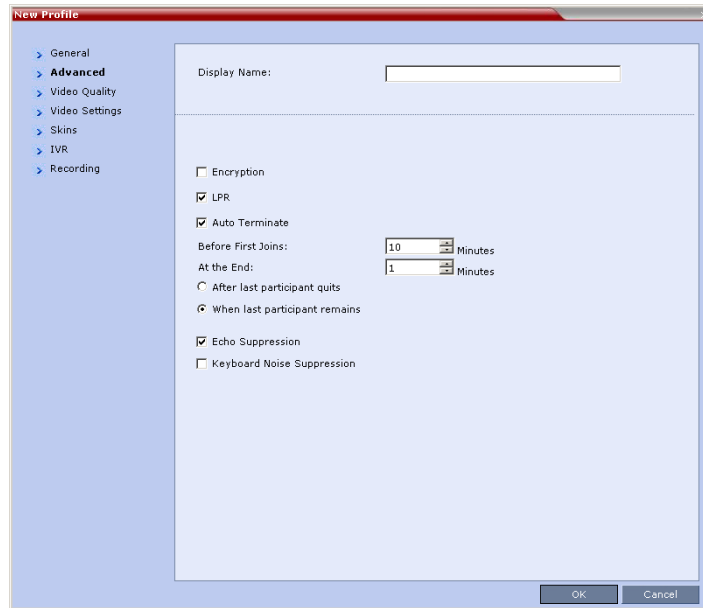 New Profile
General
Advanced
Video Quality
Video Settings
Skins
IVR
Recording
Display Name:
Encryption
LPR
Auto Terminate
Before First Joins: 10 Minutes
At the End: 1 Minutes
After last participant quits
When last participant remains
Echo Suppression
Keyboard Noise Suppression
OK Cancel